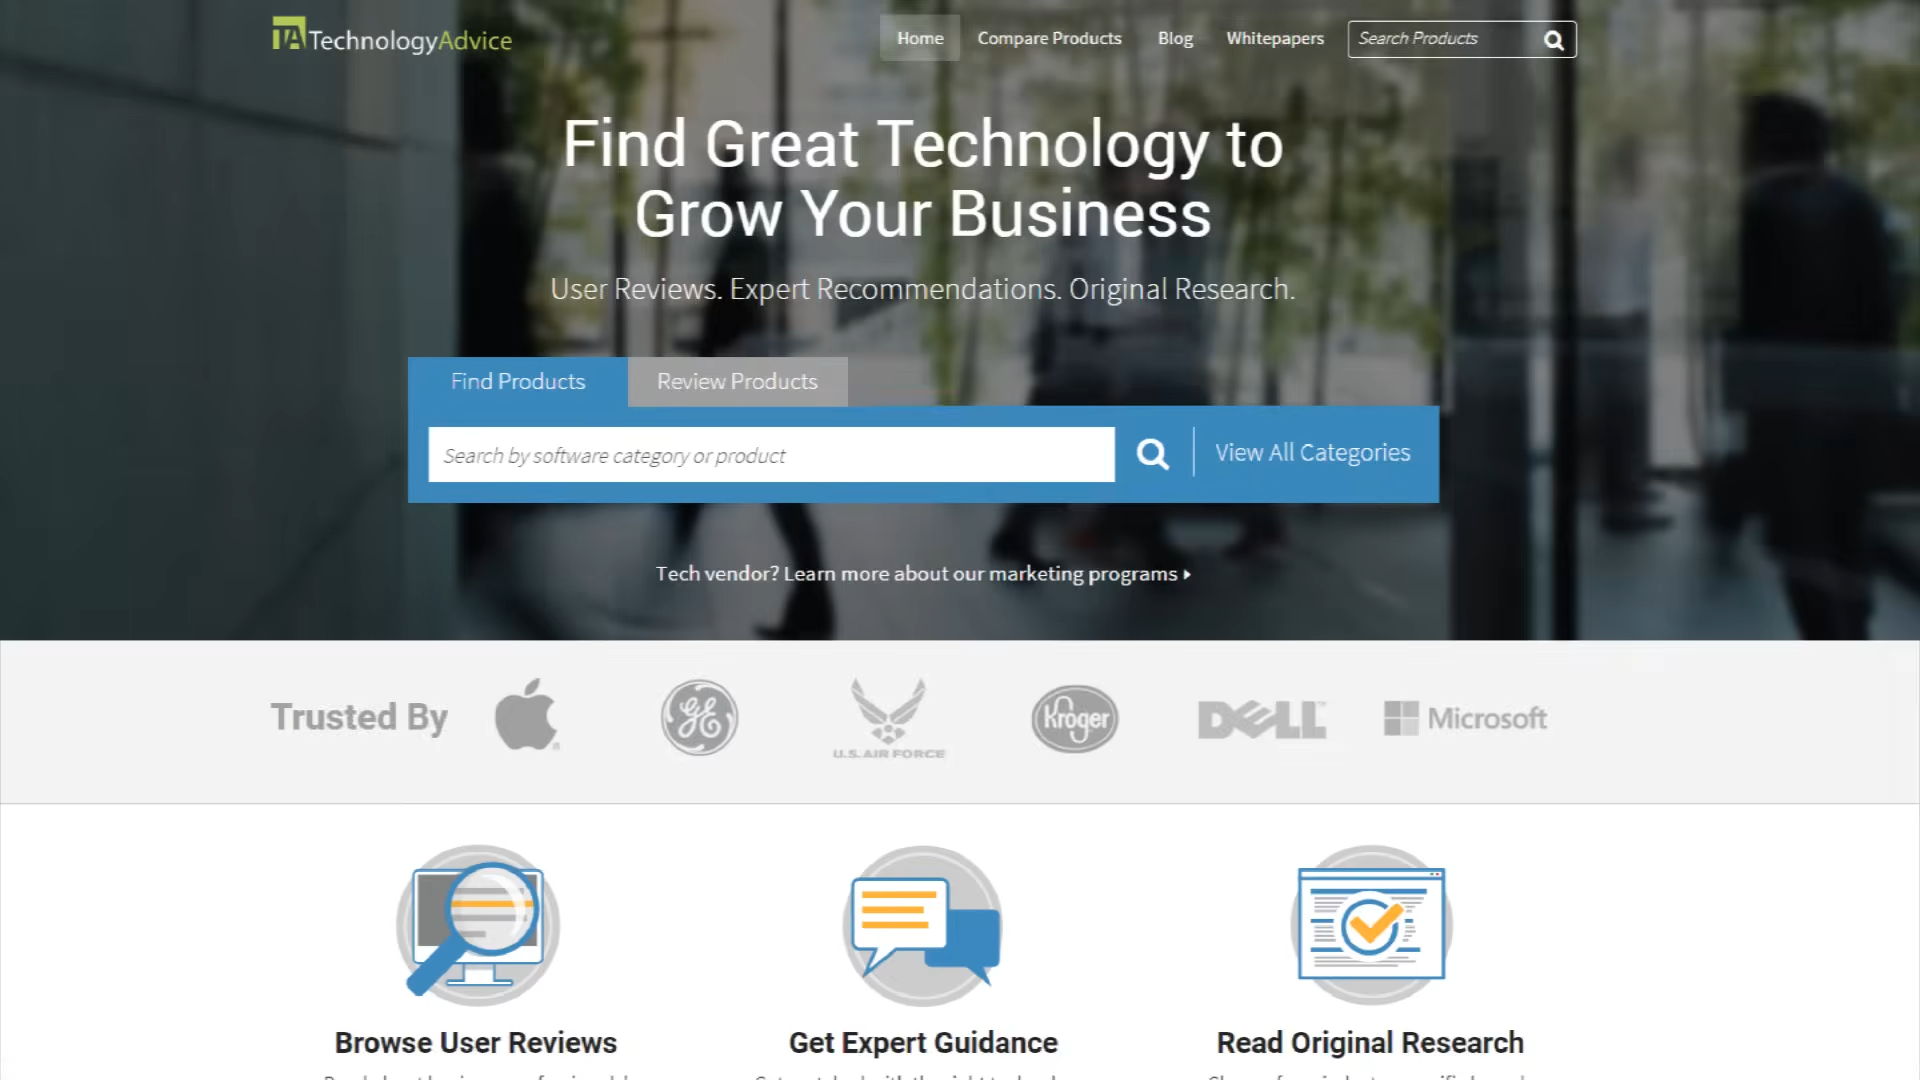 TA TechnologyAdvice
Home Compare Products Blog Whitepapers Search Products
Find Great Technology to
Grow Your Business
User Reviews. Expert Recommendations. Original Research.
Find Products Review Products
Search by software category or product
View All Categories
Tech vendor? Learn more about our marketing programs
Trusted By
GE
U.S. AIR FORCE
Kroger
DELL
Microsoft
Browse User Reviews Get Expert Guidance Read Original Research